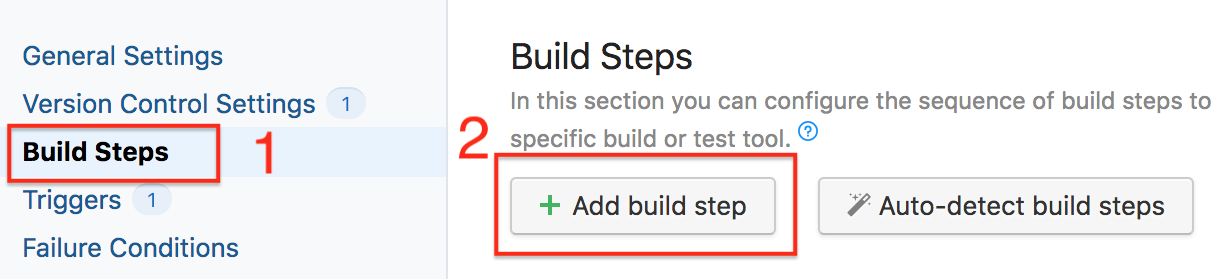 General Settings
Version Control Settings 1
Build Steps
1
Triggers 1
Failure Conditions
Build Steps
In this section you can configure the sequence of build steps to
specific build or test tool. ?
2
+ Add build step
Auto-detect build steps